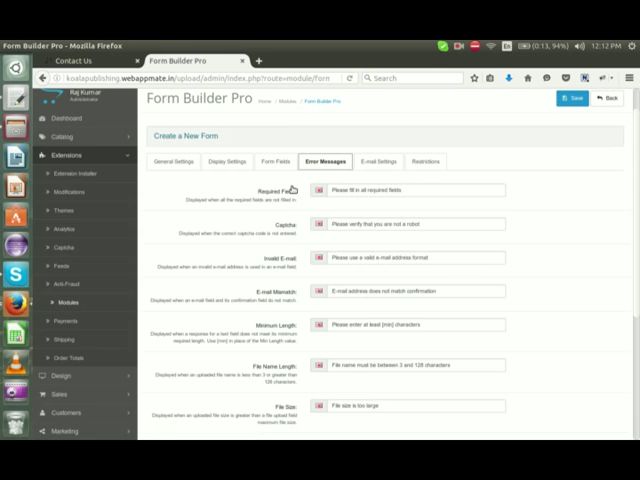 Form Builder Pro - Mozilla Firefox
(0:13, 94%)
12:12 PM
Contact Us
Form Builder Pro
koalapublishing.webappmate.in/upload/admin/index.php?route=module/form
Search
Raj Kumar
Administrator
Form Builder Pro
Home / Modules / Form Builder Pro
Save
Back
Dashboard
Catalog
Extensions
Extension Installer
Modifications
Themes
Analytics
Captcha
Feeds
Anti-Fraud
Modules
Payments
Shipping
Order Totals
Design
Sales
Customers
Marketing
Create a New Form
General Settings
Display Settings
Form Fields
Error Messages
E-mail Settings
Restrictions
Required
Displayed when all the required fields are not filled in.
Please fill in all required fields
Captcha:
Displayed when the correct captcha code is not entered.
Please verify that you are not a robot
Invalid E-mail:
Displayed when an invalid e-mail address is used in an e-mail field.
Please use a valid e-mail address format
E-mail Mismatch:
Displayed when an e-mail field and its confirmation field do not match.
E-mail address does not match confirmation
Minimum Length:
Displayed when a response for a text field does not meet its minimum
required length. Use [min] in place of the Min Length value.
Please enter at least [min] characters
File Name Length:
Displayed when an uploaded file name is less than 3 or greater than
128 characters.
File name must be between 3 and 128 characters
File Size:
Displayed when an uploaded file size is greater than a file upload field
maximum file size.
File size is too large